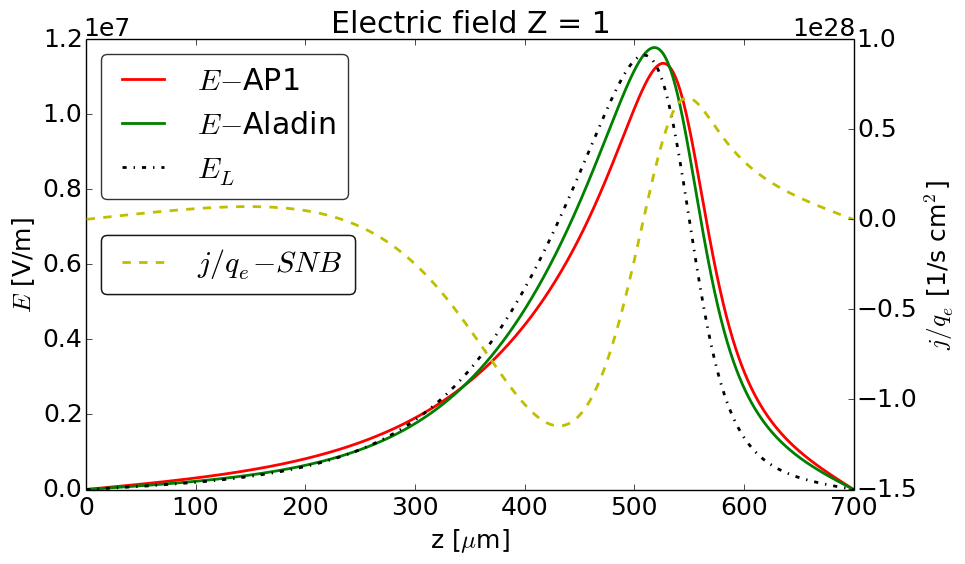 Electric field Z = 1
1e7
1e28
1.2
1.0
0.8
0.6
0.4
0.2
0.0
E [V/m]
E−AP1
E−Aladin
E_L
j/q_e−SNB
1.0
0.5
0.0
−0.5
−1.0
−1.5
j/q_e [1/s cm²]
0 100 200 300 400 500 600 700
z [μm]